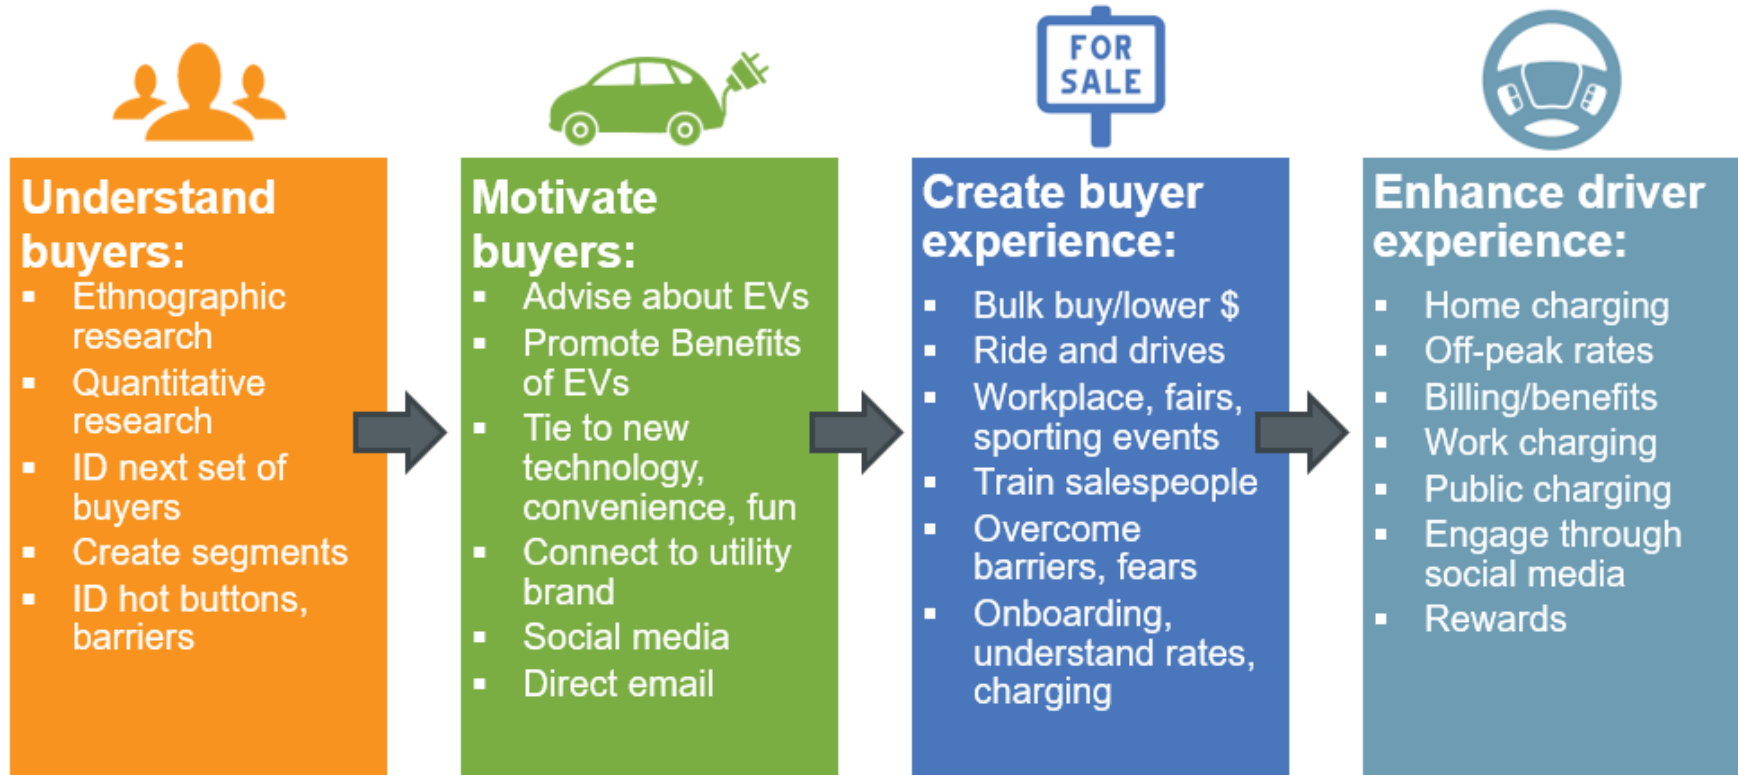 FOR
SALE
Understand
buyers:
▪ Ethnographic
research
▪ Quantitative
research
▪ ID next set of
buyers
▪ Create segments
▪ ID hot buttons,
barriers
Motivate
buyers:
▪ Advise about EVs
▪ Promote Benefits
of EVs
▪ Tie to new
technology,
convenience, fun
▪ Connect to utility
brand
▪ Social media
▪ Direct email
Create buyer
experience:
▪ Bulk buy/lower $
▪ Ride and drives
▪ Workplace, fairs,
sporting events
▪ Train salespeople
▪ Overcome
barriers, fears
▪ Onboarding,
understand rates,
charging
Enhance driver
experience:
▪ Home charging
▪ Off-peak rates
▪ Billing/benefits
▪ Work charging
▪ Public charging
▪ Engage through
social media
▪ Rewards